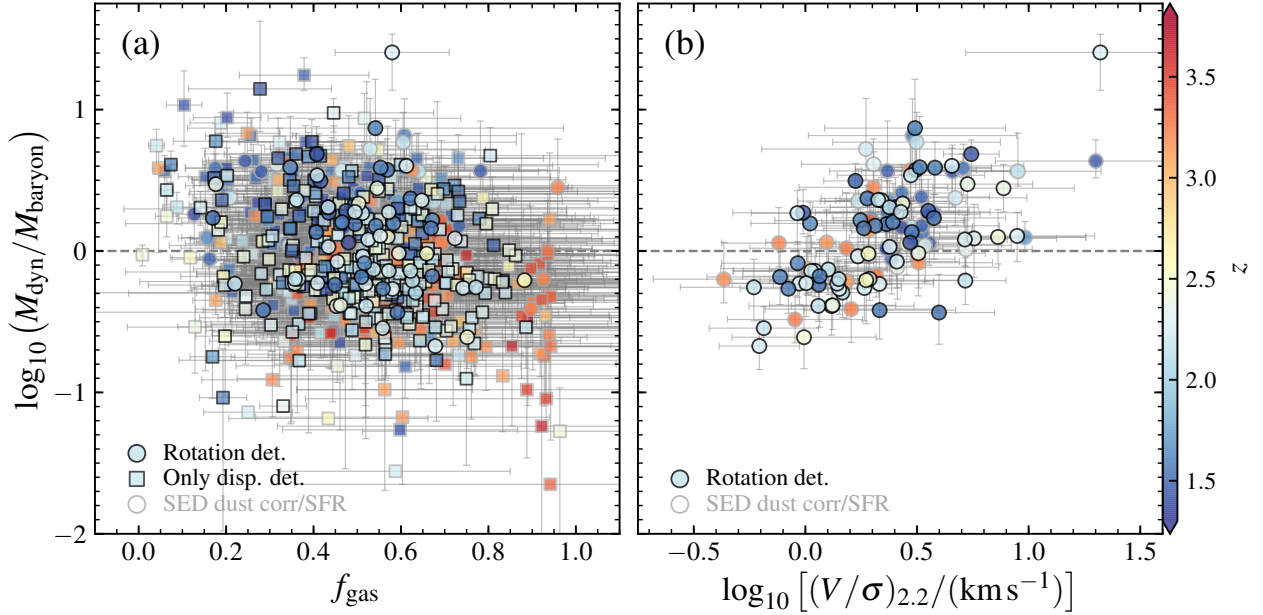 (a)
(b)
log₁₀ (M_dyn/M_baryon)
1
0
−1
−2
Rotation det.
Only disp. det.
SED dust corr/SFR
Rotation det.
SED dust corr/SFR
0.0 0.2 0.4 0.6 0.8 1.0
−0.5 0.0 0.5 1.0 1.5
f_gas
log₁₀ [(V/σ)₂.₂/(km s⁻¹)]
3.5
3.0
2.5
2.0
1.5
z